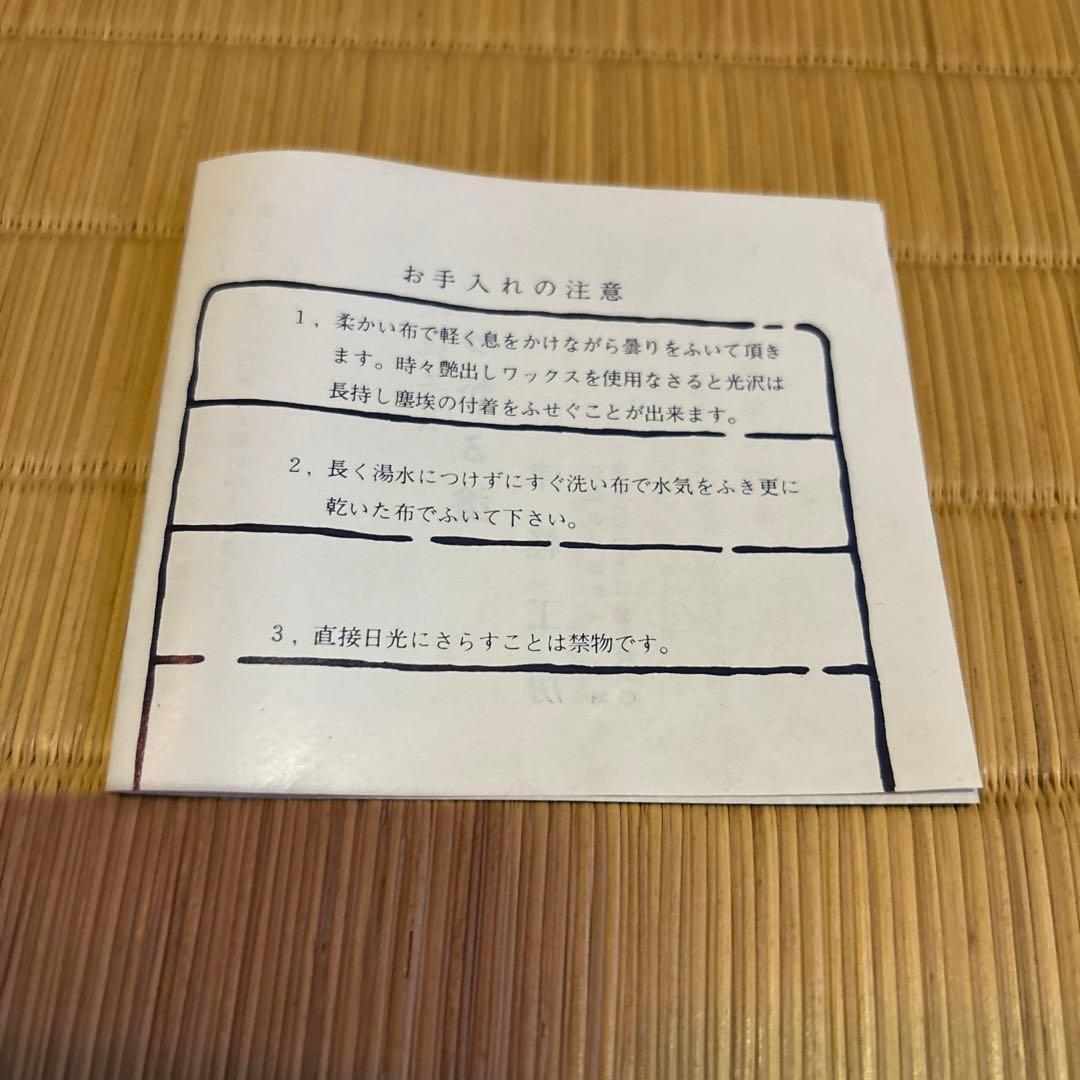 お手入れの注意
1，柔かい布で軽く息をかけながら曇りをふいて頂き
ます。時々艶出しワックスを使用なさると光沢は
長持し塵埃の付着をふせぐことが出来ます。
2，長く湯水につけずにすぐ洗い布で水気をふき更に
乾いた布でふいて下さい。
3，直接日光にさらすことは禁物です。